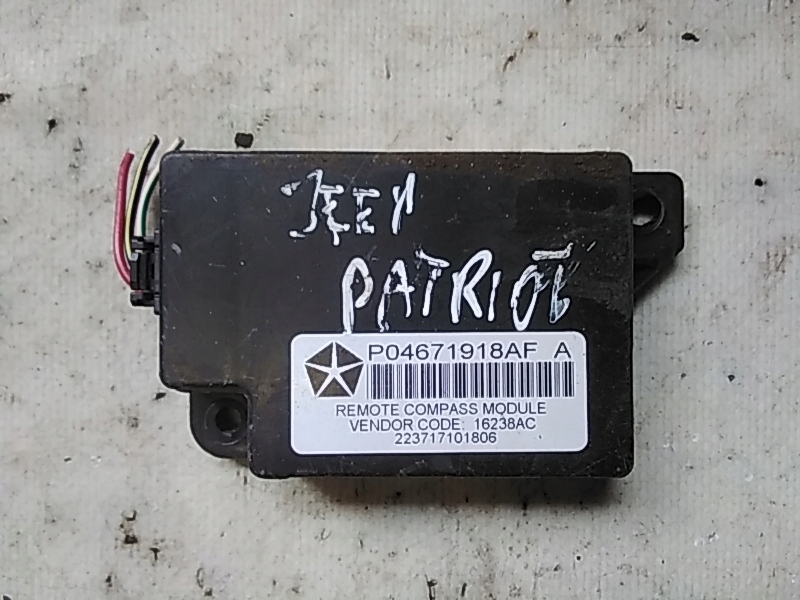 JEEP
PATRIOT
P04671918AF A
REMOTE COMPASS MODULE
VENDOR CODE: 16238AC
223717101806